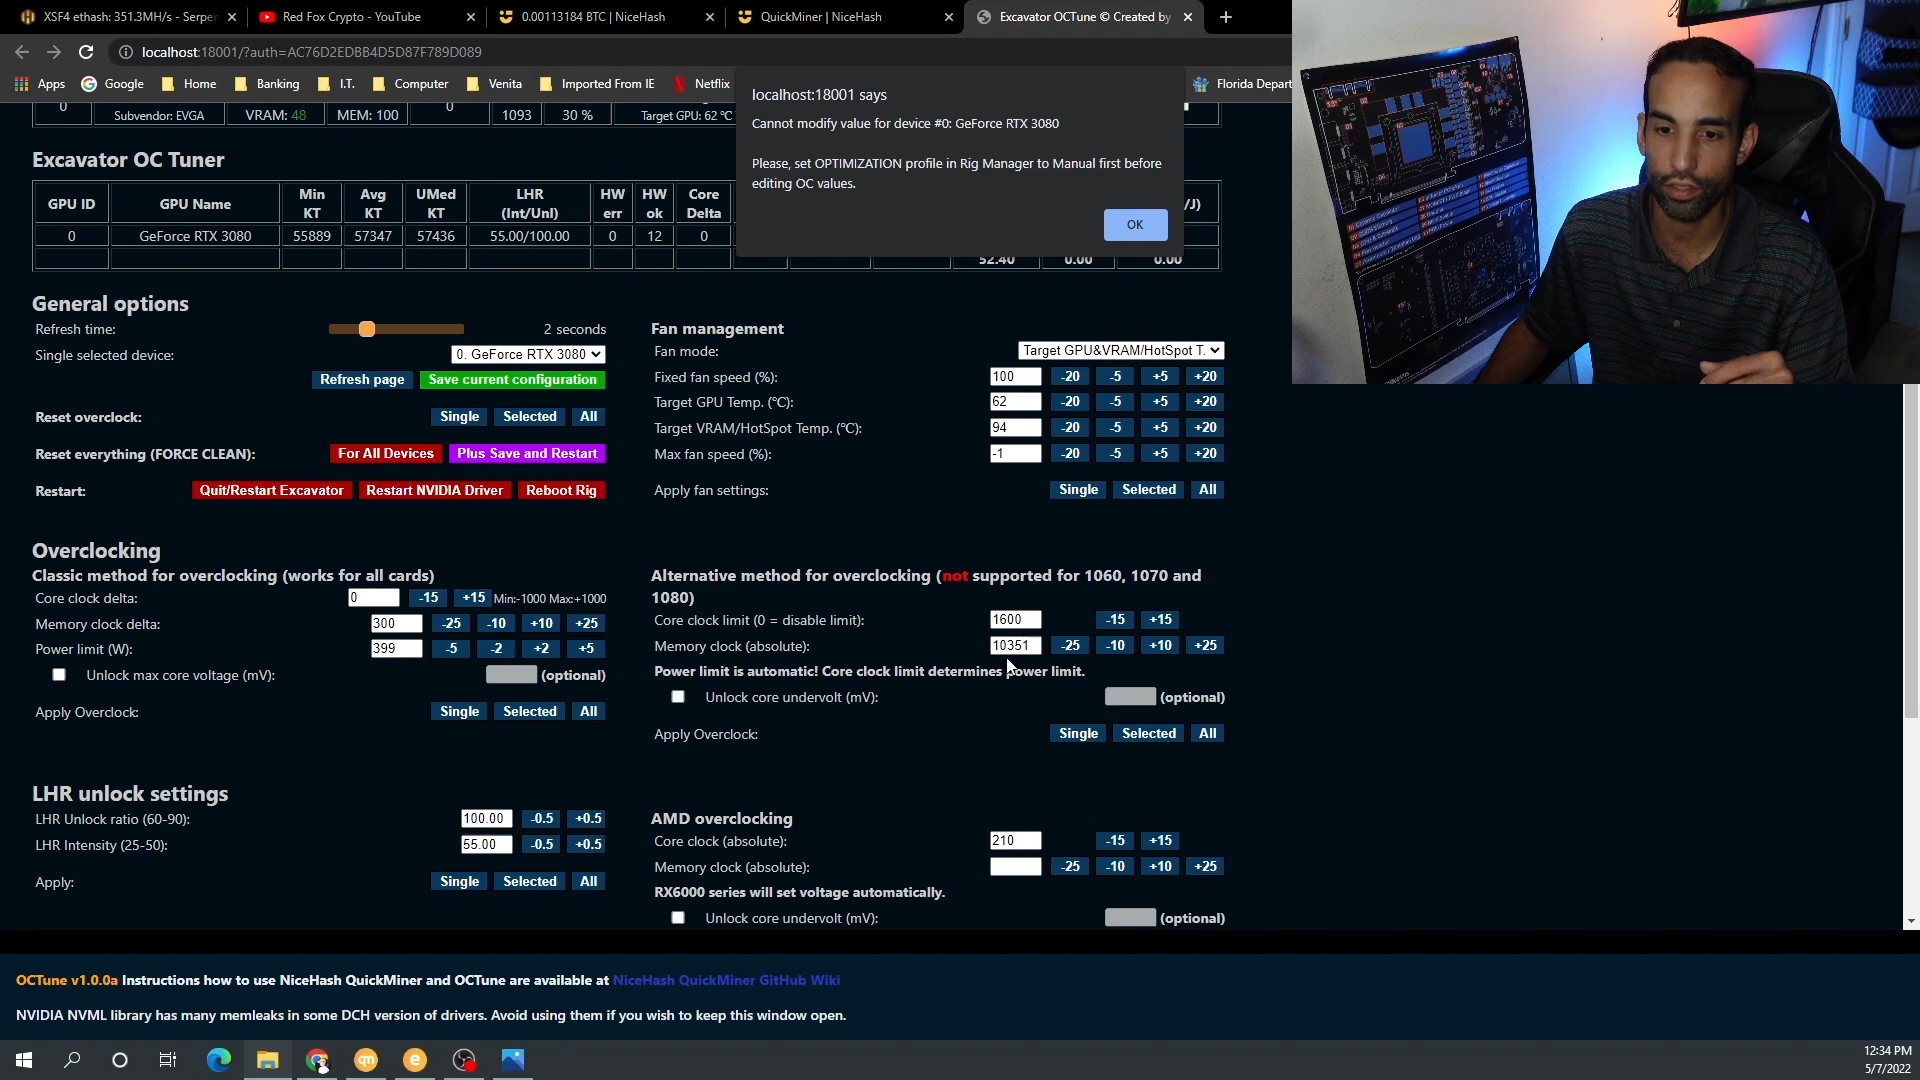 XSF4 ethash: 351.3MH/s - Serper
Red Fox Crypto - YouTube
0.00113184 BTC | NiceHash
QuickMiner | NiceHash
Excavator OCTune © Created by
localhost:18001/?auth=AC76D2EDBB4D5D87F789D089
Apps Google Home Banking I.T. Computer Venita Imported From IE Netflix Florida Depart
localhost:18001 says
Cannot modify value for device #0: GeForce RTX 3080
Please, set OPTIMIZATION profile in Rig Manager to Manual first before
editing OC values.
OK
0 Subvendor: EVGA VRAM: 48 MEM: 100 0 1093 30 % Target GPU: 62 °C
Excavator OC Tuner
GPU ID GPU Name Min KT Avg KT UMed KT LHR (Int/Unl) HW err HW ok Core Delta /J)
0 GeForce RTX 3080 55889 57347 57436 55.00/100.00 0 12 0
52.40 0.00 0.00
General options
Refresh time: 2 seconds
Single selected device: 0. GeForce RTX 3080
Refresh page Save current configuration
Reset overclock: Single Selected All
Reset everything (FORCE CLEAN): For All Devices Plus Save and Restart
Restart: Quit/Restart Excavator Restart NVIDIA Driver Reboot Rig
Fan management
Fan mode: Target GPU&VRAM/HotSpot T.
Fixed fan speed (%): 100 -20 -5 +5 +20
Target GPU Temp. (°C): 62 -20 -5 +5 +20
Target VRAM/HotSpot Temp. (°C): 94 -20 -5 +5 +20
Max fan speed (%): -1 -20 -5 +5 +20
Apply fan settings: Single Selected All
Overclocking
Classic method for overclocking (works for all cards)
Core clock delta: 0 -15 +15 Min:-1000 Max:+1000
Memory clock delta: 300 -25 -10 +10 +25
Power limit (W): 399 -5 -2 +2 +5
Unlock max core voltage (mV): (optional)
Apply Overclock: Single Selected All
Alternative method for overclocking (not supported for 1060, 1070 and
1080)
Core clock limit (0 = disable limit): 1600 -15 +15
Memory clock (absolute): 10351 -25 -10 +10 +25
Power limit is automatic! Core clock limit determines power limit.
Unlock core undervolt (mV): (optional)
Apply Overclock: Single Selected All
LHR unlock settings
LHR Unlock ratio (60-90): 100.00 -0.5 +0.5
LHR Intensity (25-50): 55.00 -0.5 +0.5
Apply: Single Selected All
AMD overclocking
Core clock (absolute): 210 -15 +15
Memory clock (absolute): -25 -10 +10 +25
RX6000 series will set voltage automatically.
Unlock core undervolt (mV): (optional)
OCTune v1.0.0a Instructions how to use NiceHash QuickMiner and OCTune are available at NiceHash QuickMiner GitHub Wiki
NVIDIA NVML library has many memleaks in some DCH version of drivers. Avoid using them if you wish to keep this window open.
qm
e
12:34 PM
5/7/2022